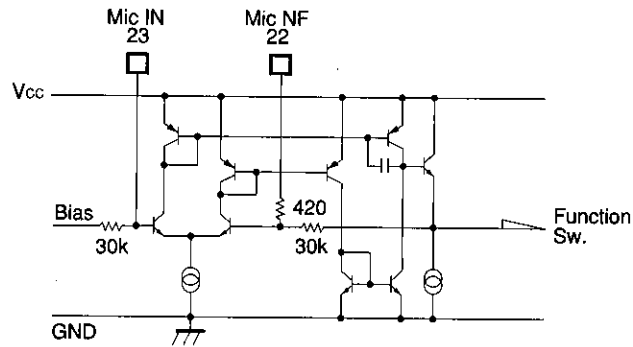 Mic IN
23
Mic NF
22
Vcc
Bias
30k
420
30k
Function
Sw.
GND